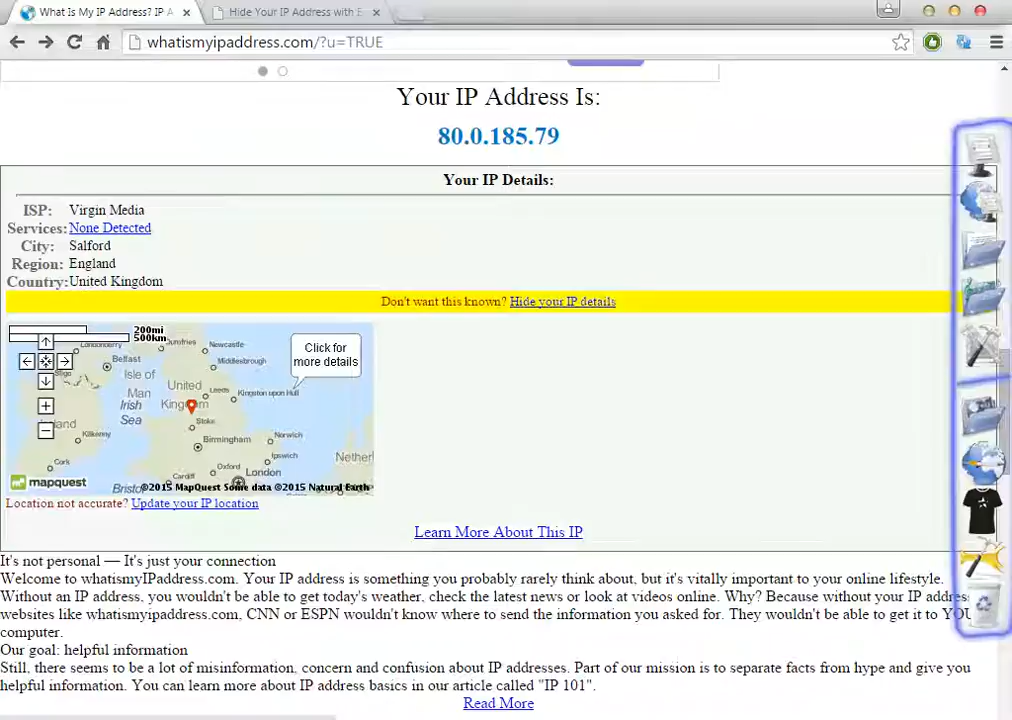 What Is My IP Address? IP A
Hide Your IP Address with E
whatismyipaddress.com/?u=TRUE
Your IP Address Is:
80.0.185.79
Your IP Details:
ISP: Virgin Media
Services: None Detected
City: Salford
Region: England
Country: United Kingdom
Don't want this known? Hide your IP details
200mi
500km
Click for
more details
Londonderry
Dumfries
Newcastle
Belfast
Middlesbrough
Sligo
Isle of
Man
United
Kingdom
Leeds
Kingston upon Hull
Irish
Sea
Stoke
Kilkenny
Birmingham
Norwich
Ipswich
Nether
Cork
Oxford
London
Cardiff
Bristo
mapquest
©2015 MapQuest Some data ©2015 Natural Earth
Location not accurate? Update your IP location
Learn More About This IP
It's not personal — It's just your connection
Welcome to whatismyIPaddress.com. Your IP address is something you probably rarely think about, but it's vitally important to your online lifestyle.
Without an IP address, you wouldn't be able to get today's weather, check the latest news or look at videos online. Why? Because without your IP addres
websites like whatismyipaddress.com, CNN or ESPN wouldn't know where to send the information you asked for. They wouldn't be able to get it to YOU
computer.
Our goal: helpful information
Still, there seems to be a lot of misinformation, concern and confusion about IP addresses. Part of our mission is to separate facts from hype and give you
helpful information. You can learn more about IP address basics in our article called "IP 101".
Read More